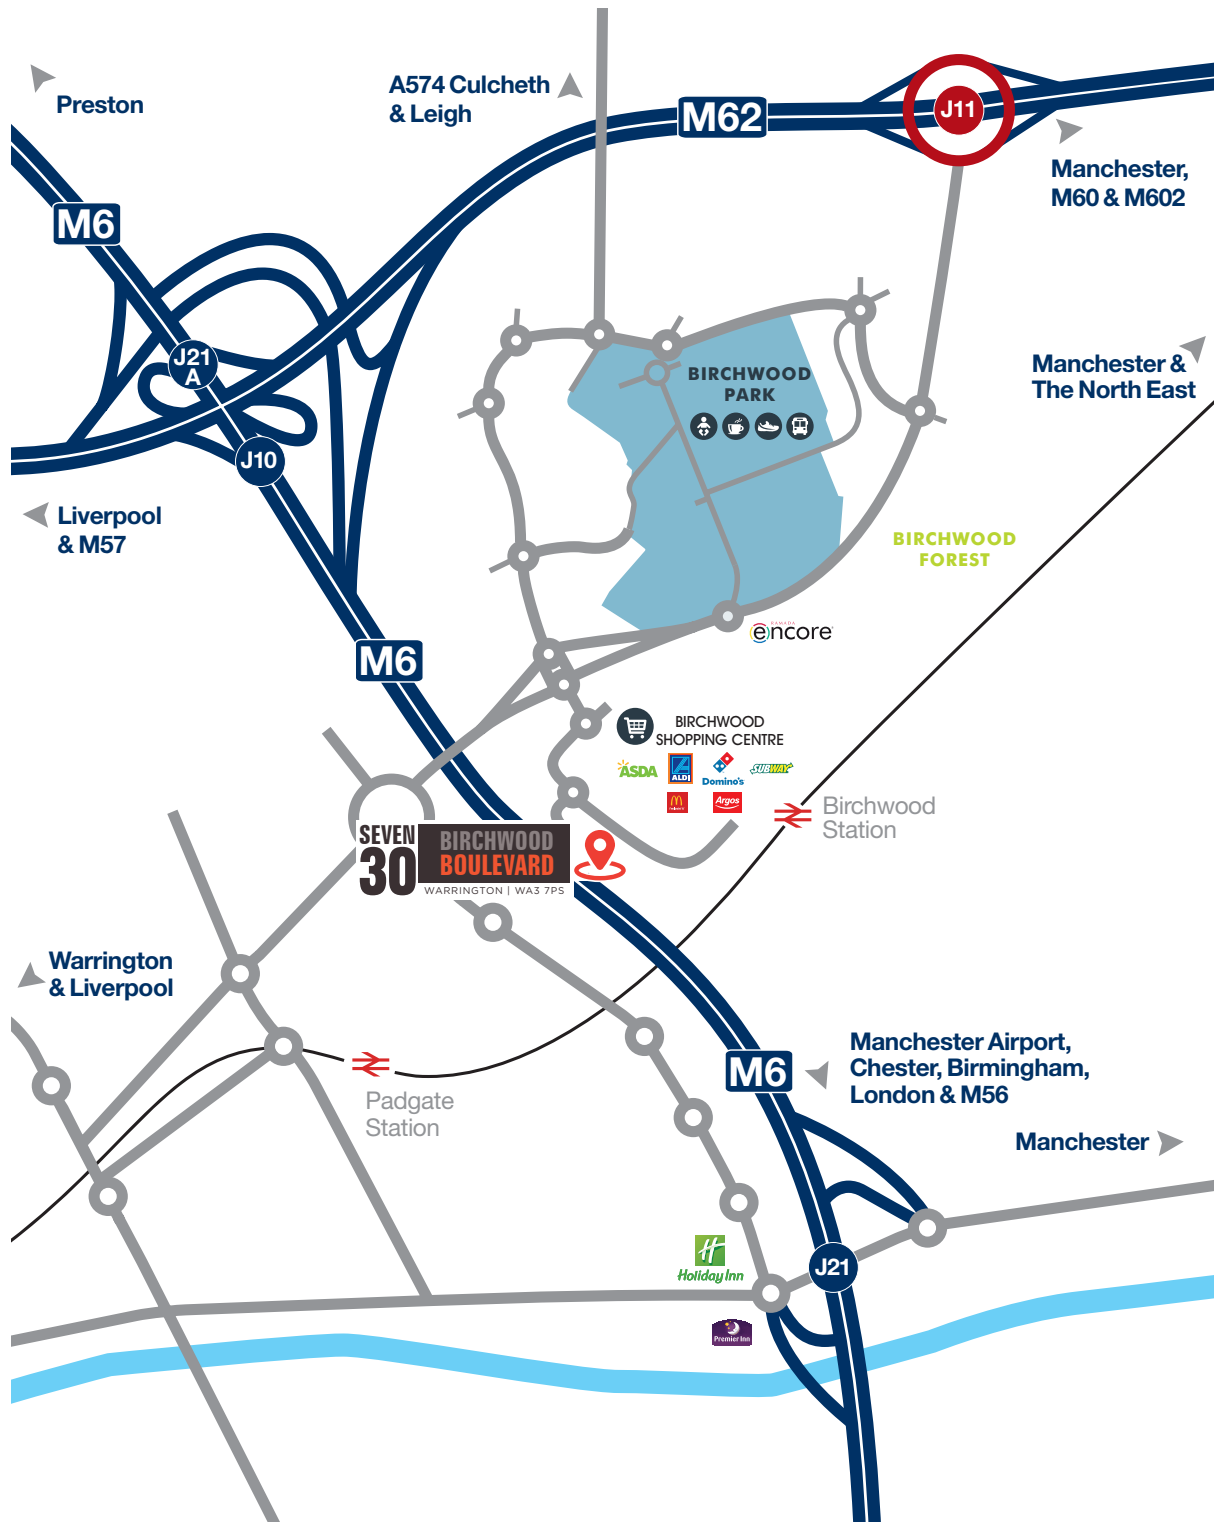 Preston
A574 Culcheth
& Leigh
M62
J11
Manchester,
M60 & M602
M6
J21
A
J10
Liverpool
& M57
Manchester &
The North East
BIRCHWOOD
PARK
BIRCHWOOD
FOREST
RAMADA
encore
M6
BIRCHWOOD
SHOPPING CENTRE
ASDA
ALDI
Domino's
SUBWAY
Argos
Birchwood
Station
SEVEN
30
BIRCHWOOD
BOULEVARD
WARRINGTON | WA3 7PS
Warrington
& Liverpool
Padgate
Station
M6
Manchester Airport,
Chester, Birmingham,
London & M56
Manchester
J21
H
Holiday Inn
Premier Inn